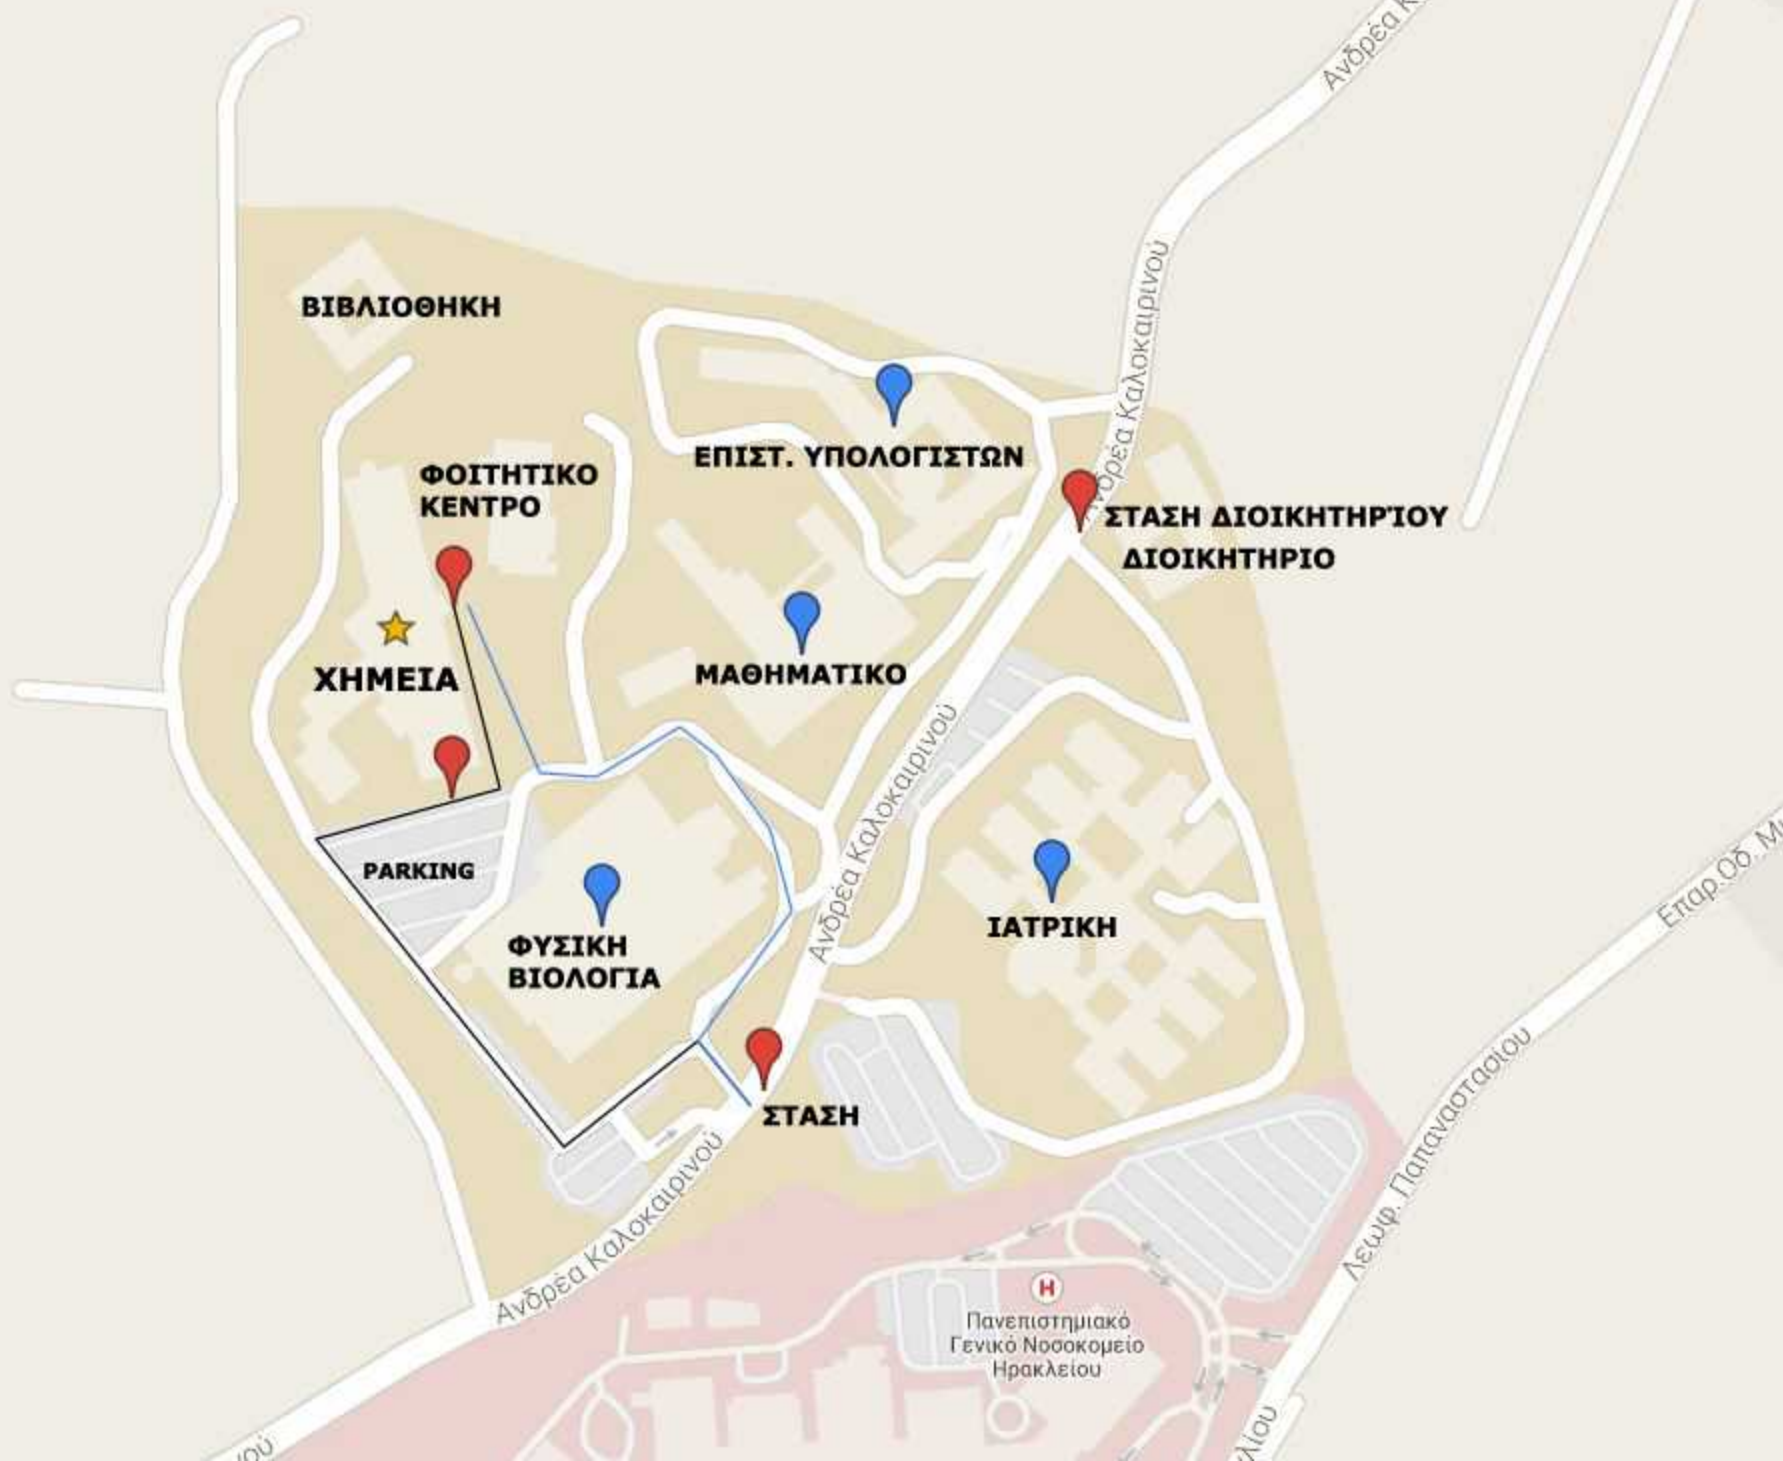 Ανδρέα Κ
ΒΙΒΛΙΟΘΗΚΗ
Ανδρέα Καλοκαιρινού
ΕΠΙΣΤ. ΥΠΟΛΟΓΙΣΤΩΝ
ΦΟΙΤΗΤΙΚΟ
ΚΕΝΤΡΟ
ΣΤΑΣΗ ΔΙΟΙΚΗΤΗΡΊΟΥ
ΔΙΟΙΚΗΤΗΡΙΟ
ΧΗΜΕΙΑ
ΜΑΘΗΜΑΤΙΚΟ
Ανδρέα Καλοκαιρινού
PARKING
ΦΥΣΙΚΗ
ΒΙΟΛΟΓΙΑ
ΙΑΤΡΙΚΗ
Επαρ.Οδ. Μ
ΣΤΑΣΗ
Λεωφ. Παπαναστασίου
Ανδρέα Καλοκαιρινού
H
Πανεπιστημιακό
Γενικό Νοσοκομείο
Ηρακλείου